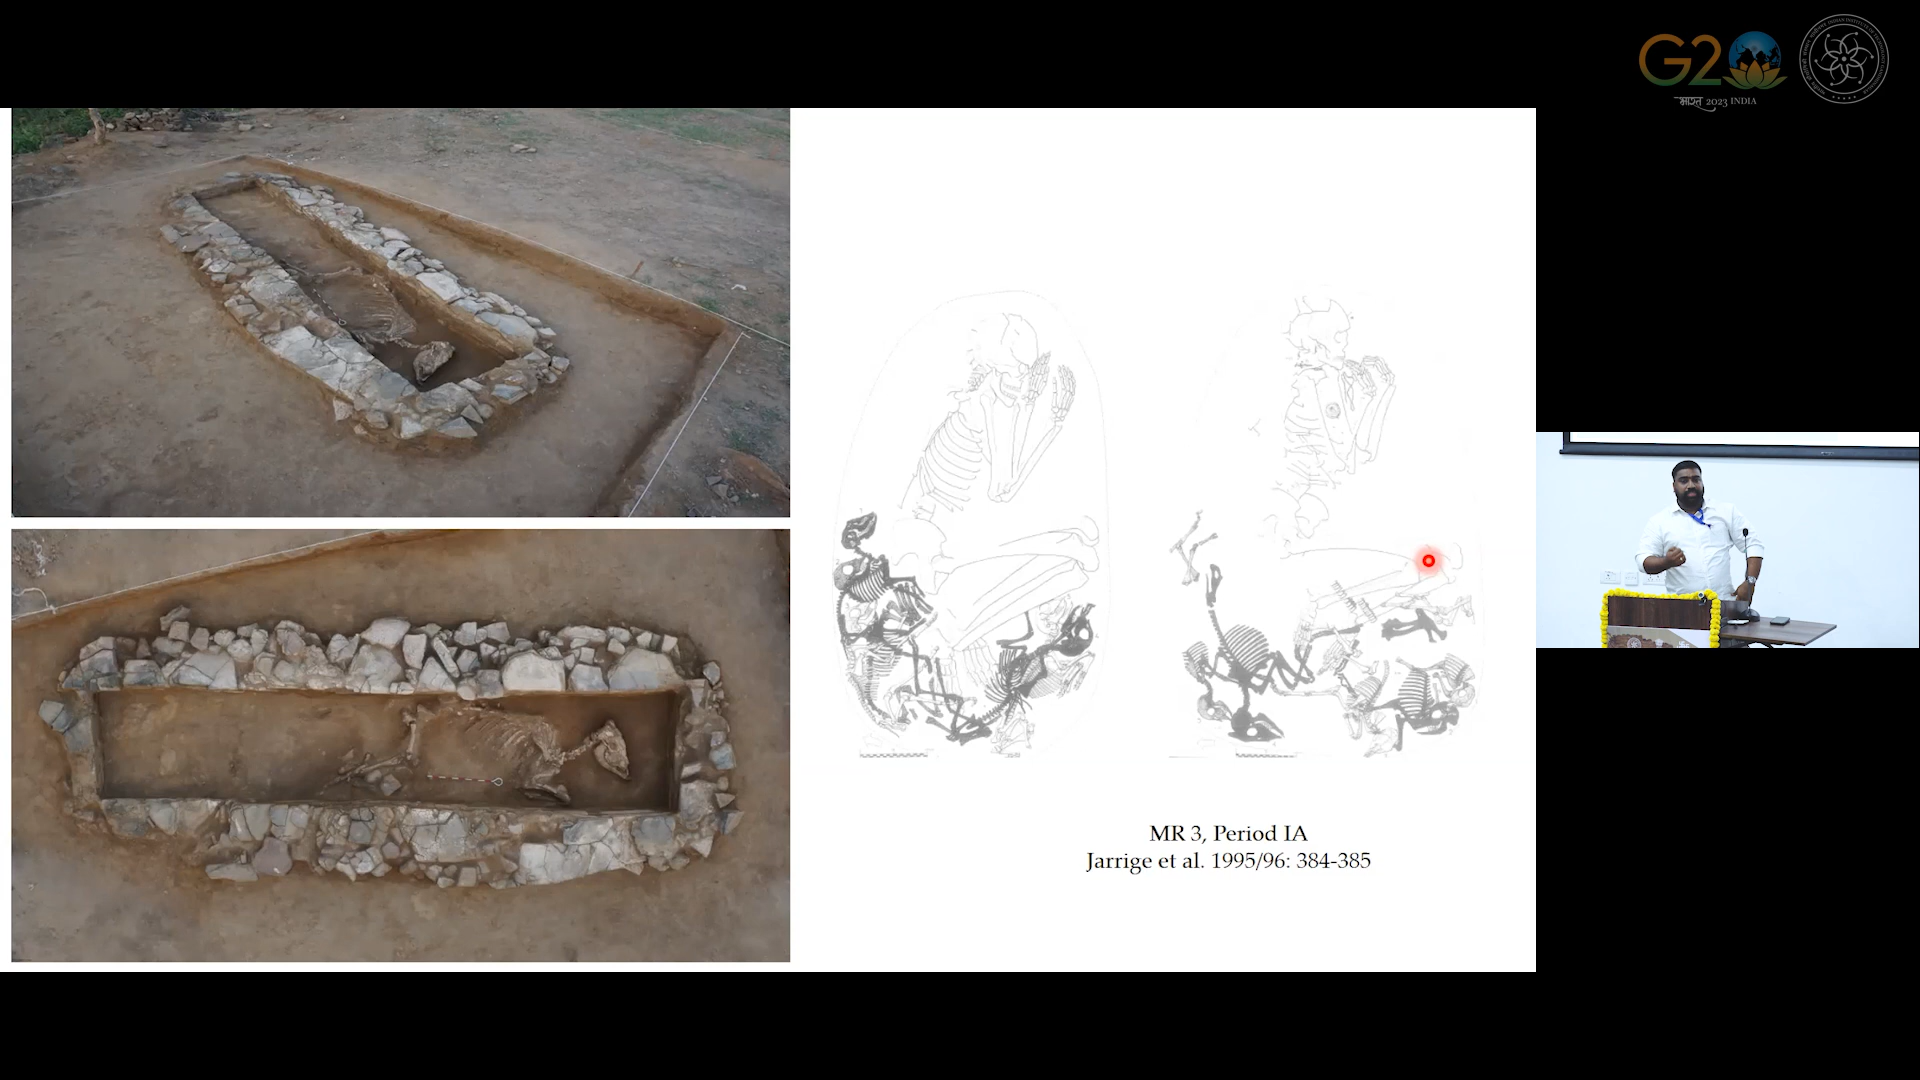 G20
भारत 2023 INDIA
MR 3, Period IA
Jarrige et al. 1995/96: 384-385